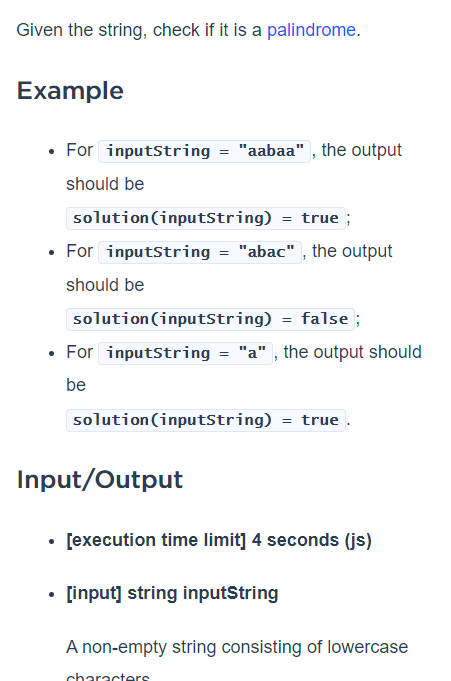 Given the string, check if it is a palindrome.
Example
• For inputString = "aabaa", the output
should be
solution(inputString) = true;
• For inputString = "abac", the output
should be
solution(inputString) = false;
• For inputString = "a", the output should
be
solution(inputString) = true.
Input/Output
• [execution time limit] 4 seconds (js)
• [input] string inputString
A non-empty string consisting of lowercase
characters